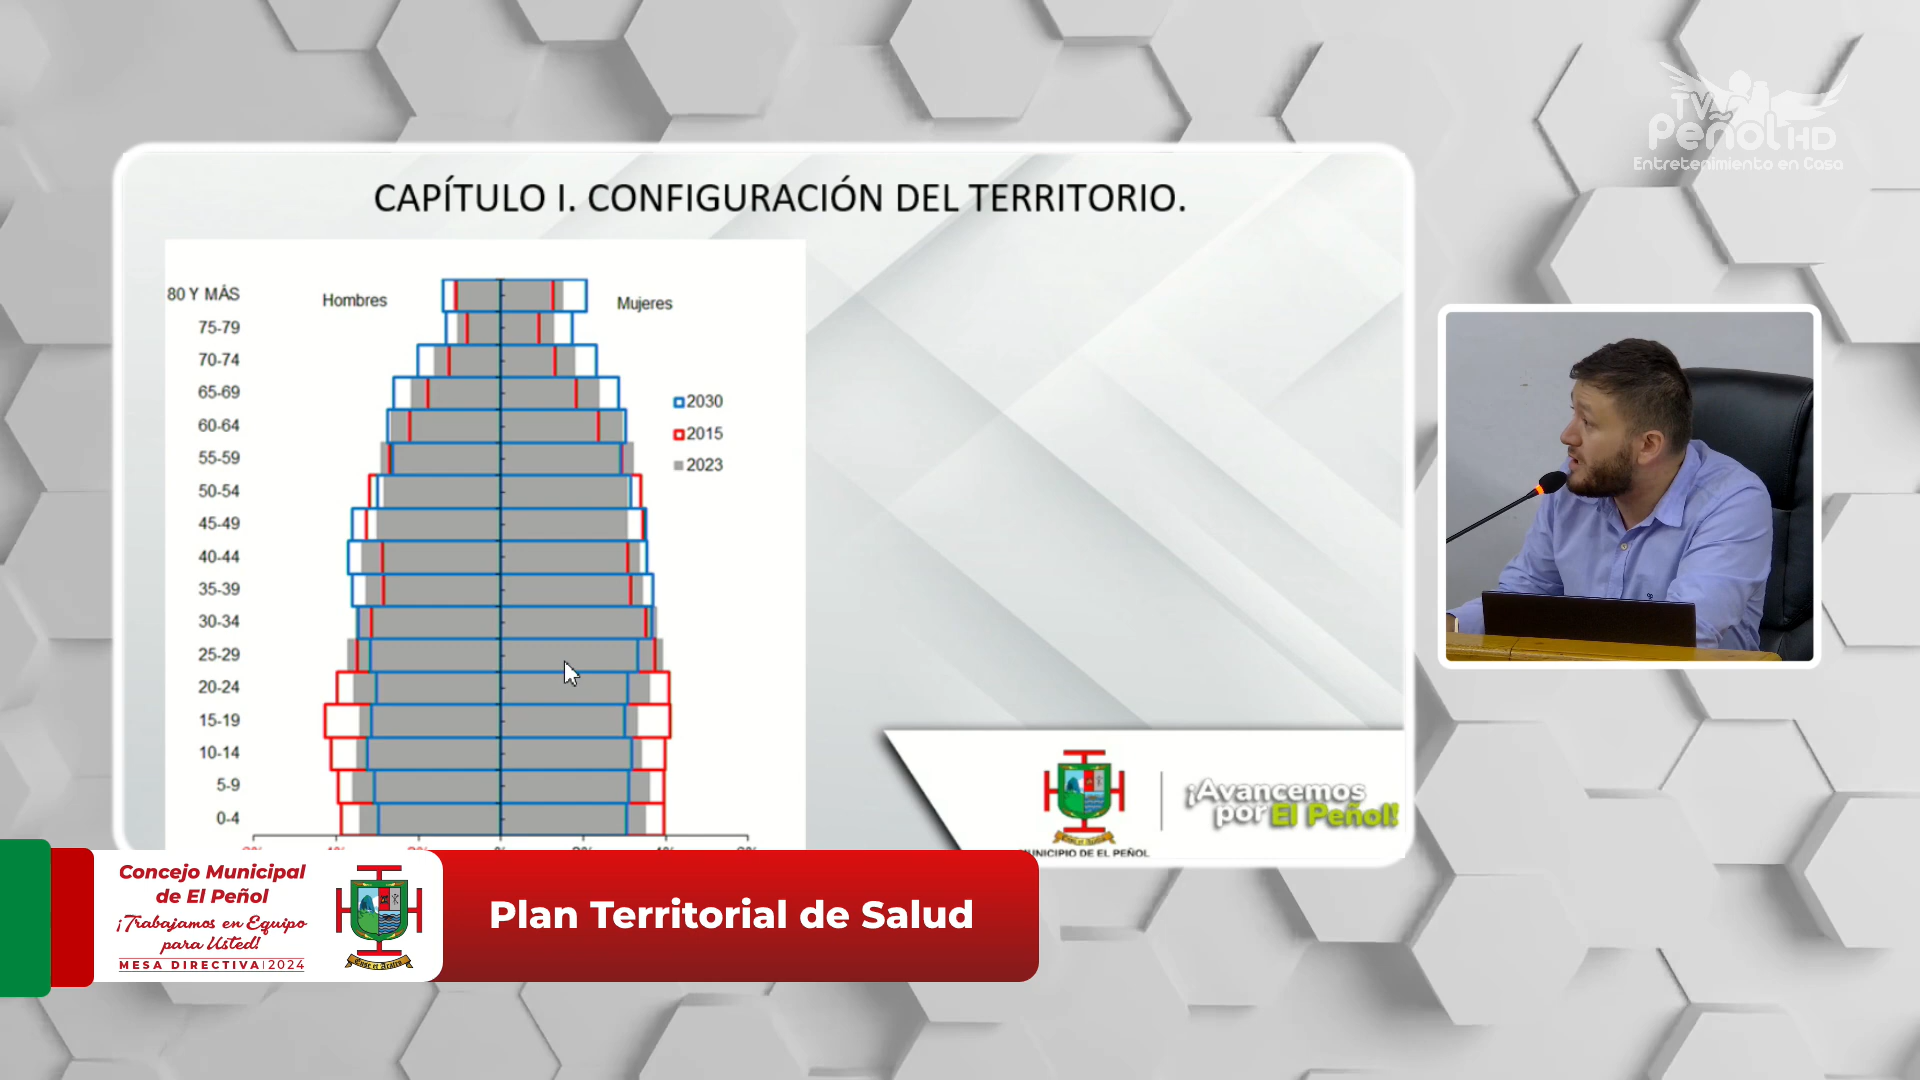 TV
Peñol HD
Entretenimiento en Casa
CAPÍTULO I. CONFIGURACIÓN DEL TERRITORIO.
Hombres
Mujeres
80 Y MÁS
75-79
70-74
65-69
60-64
55-59
50-54
45-49
40-44
35-39
30-34
25-29
20-24
15-19
10-14
5-9
0-4
2030
2015
2023
¡Avancemos
por El Peñol!
MUNICIPIO DE EL PEÑOL
Concejo Municipal
de El Peñol
¡Trabajamos en Equipo
para Usted!
MESA DIRECTIVA|2024
Plan Territorial de Salud